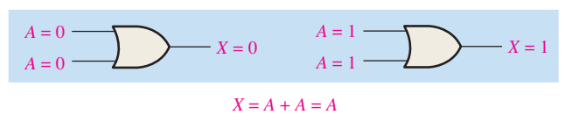 A = 0
A = 0
X = 0
A = 1
A = 1
X = 1
X = A + A = A